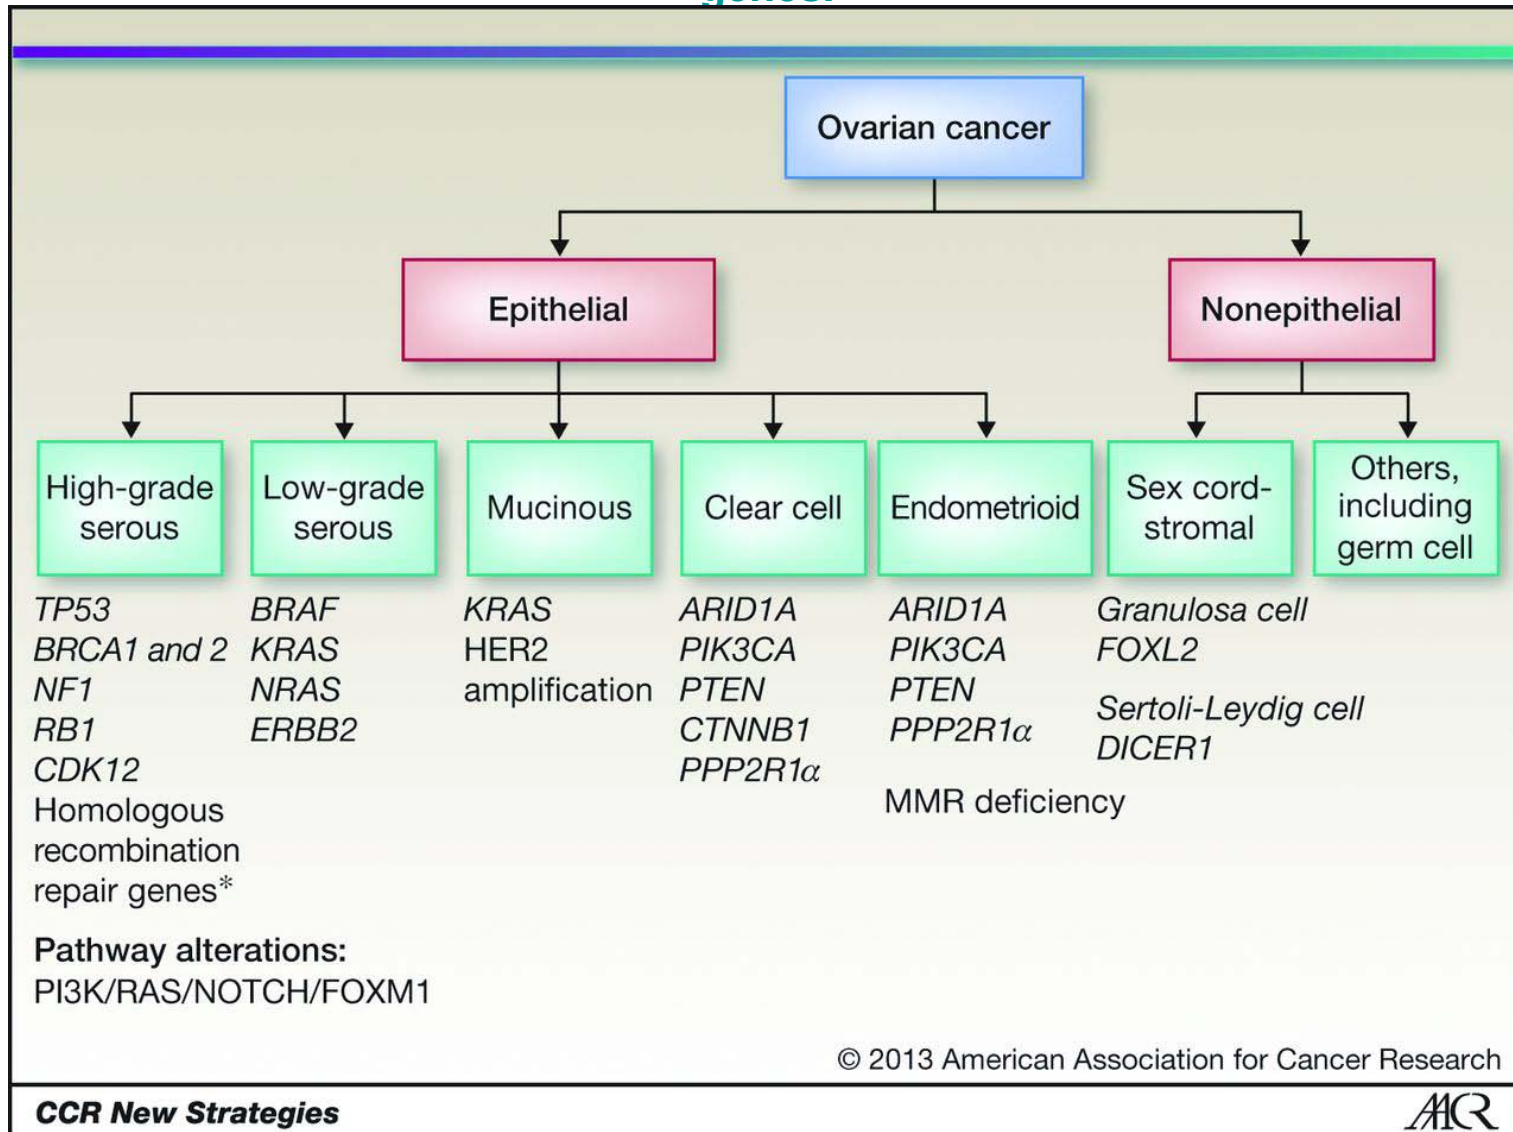 Ovarian cancer
Epithelial
Nonepithelial
High-grade
serous
Low-grade
serous
Mucinous
Clear cell
Endometrioid
Sex cord-
stromal
Others,
including
germ cell
TP53
BRCA1 and 2
NF1
RB1
CDK12
Homologous
recombination
repair genes*
Pathway alterations:
PI3K/RAS/NOTCH/FOXM1
BRAF
KRAS
NRAS
ERBB2
KRAS
HER2
amplification
ARID1A
PIK3CA
PTEN
CTNNB1
PPP2R1α
ARID1A
PIK3CA
PTEN
PPP2R1α
MMR deficiency
Granulosa cell
FOXL2
Sertoli-Leydig cell
DICER1
© 2013 American Association for Cancer Research
CCR New Strategies
AACR